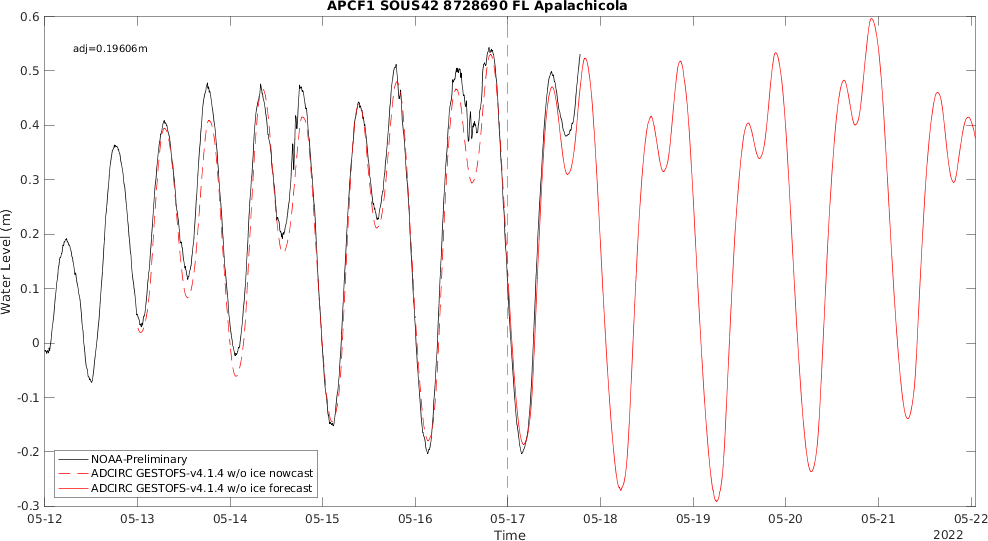 APCF1 SOUS42 8728690 FL Apalachicola
adj=0.19606m
0.6
0.5
0.4
0.3
0.2
0.1
0
-0.1
-0.2
-0.3
Water Level (m)
NOAA-Preliminary
ADCIRC GESTOFS-v4.1.4 w/o ice nowcast
ADCIRC GESTOFS-v4.1.4 w/o ice forecast
05-12 05-13 05-14 05-15 05-16 05-17 05-18 05-19 05-20 05-21 05-22
Time
2022